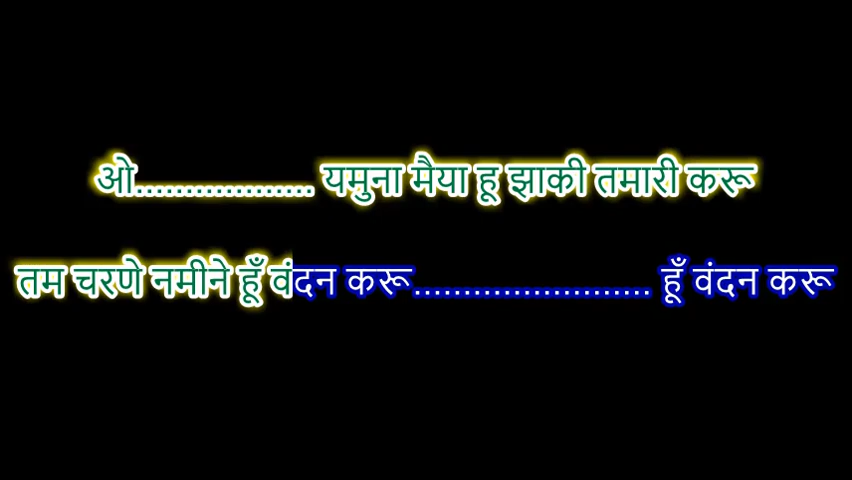 ओ.................. यमुना मैया हू झाकी तमारी करू
तम चरणे नमीने हूँ वंदन करू........................ हूँ वंदन करू